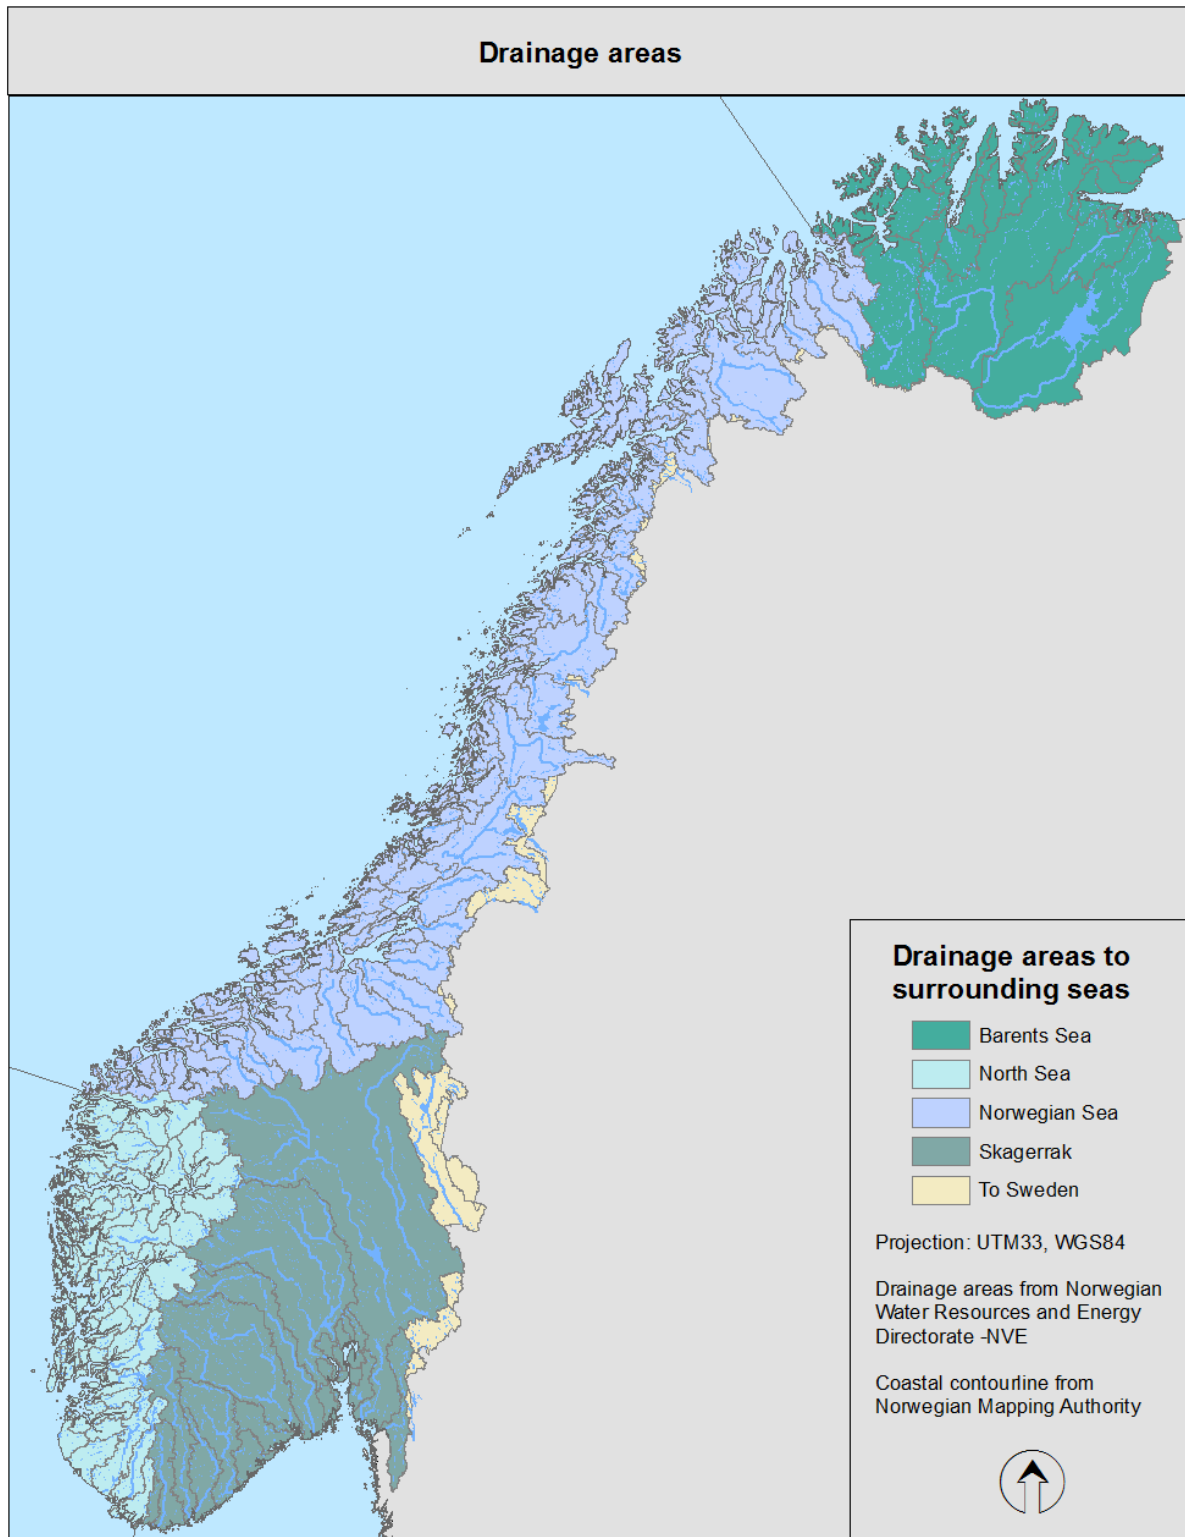 Drainage areas
Drainage areas to
surrounding seas
Barents Sea
North Sea
Norwegian Sea
Skagerrak
To Sweden
Projection: UTM33, WGS84
Drainage areas from Norwegian
Water Resources and Energy
Directorate -NVE
Coastal contourline from
Norwegian Mapping Authority